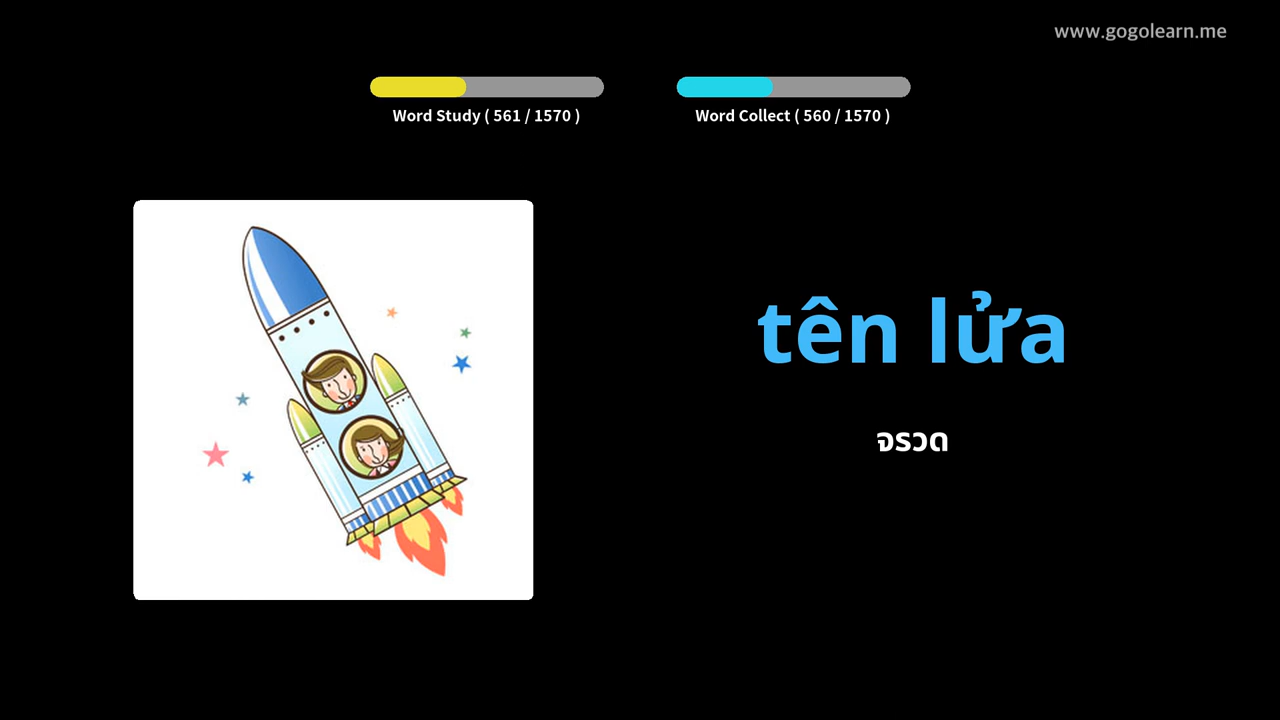 www.gogolearn.me
Word Study ( 561 / 1570 )
Word Collect ( 560 / 1570 )
tên lửa
จรวด